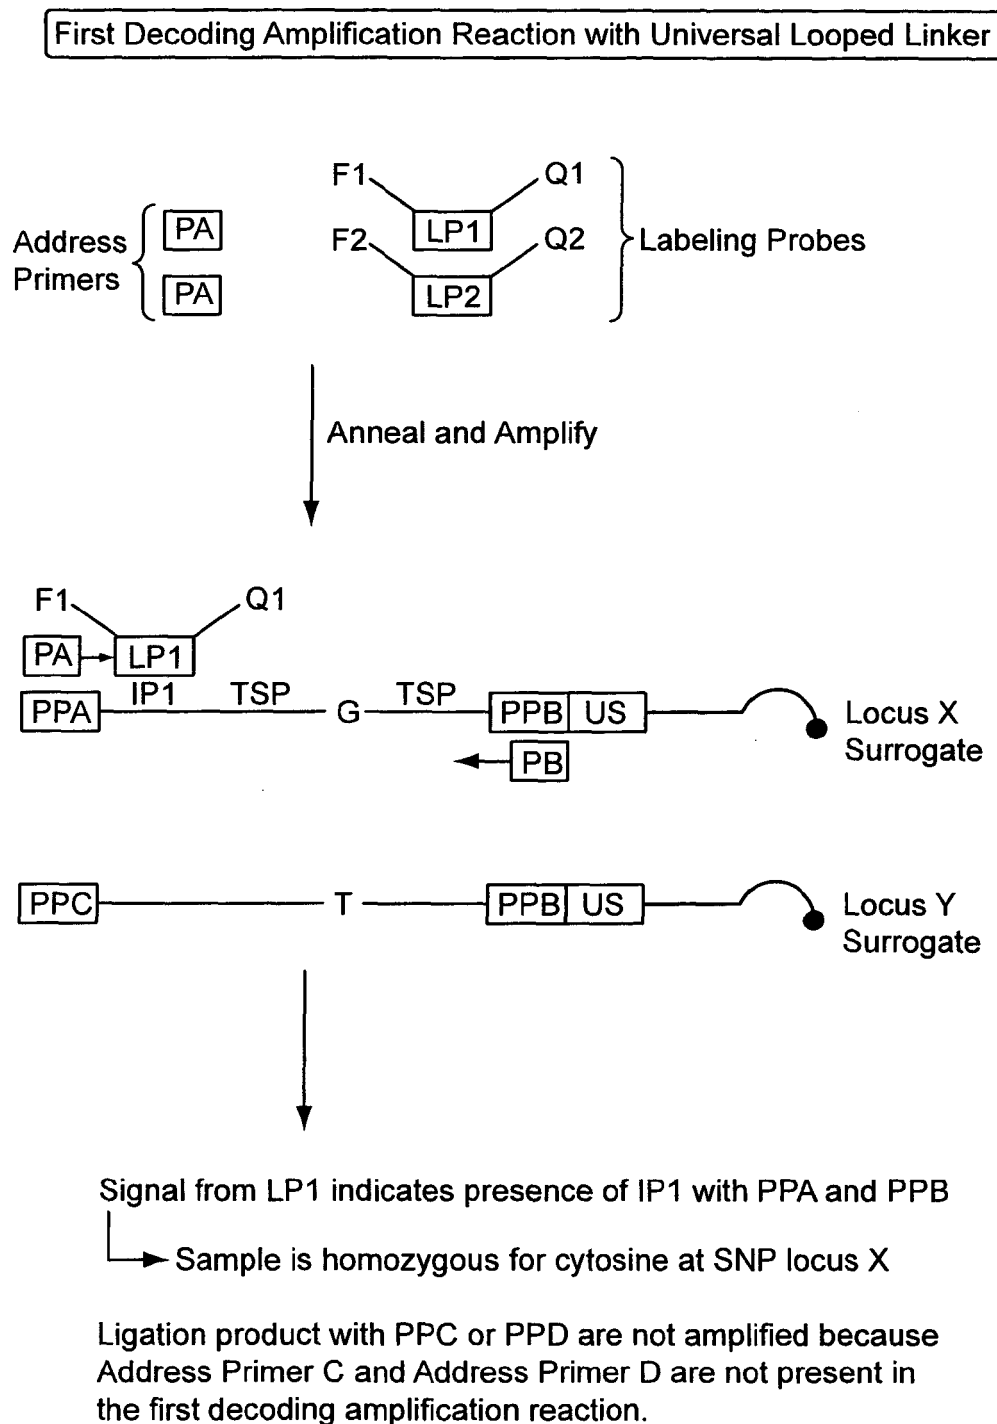 First Decoding Amplification Reaction with Universal Looped Linker
F1 Q1
Address Primers PA LP1 Labeling Probes
F2 Q2
PA LP2
Anneal and Amplify
F1 Q1
PA LP1
IP1 TSP TSP
PPA G PPB US Locus X
Surrogate
PB
PPC T PPB US Locus Y
Surrogate
Signal from LP1 indicates presence of IP1 with PPA and PPB
Sample is homozygous for cytosine at SNP locus X
Ligation product with PPC or PPD are not amplified because
Address Primer C and Address Primer D are not present in
the first decoding amplification reaction.